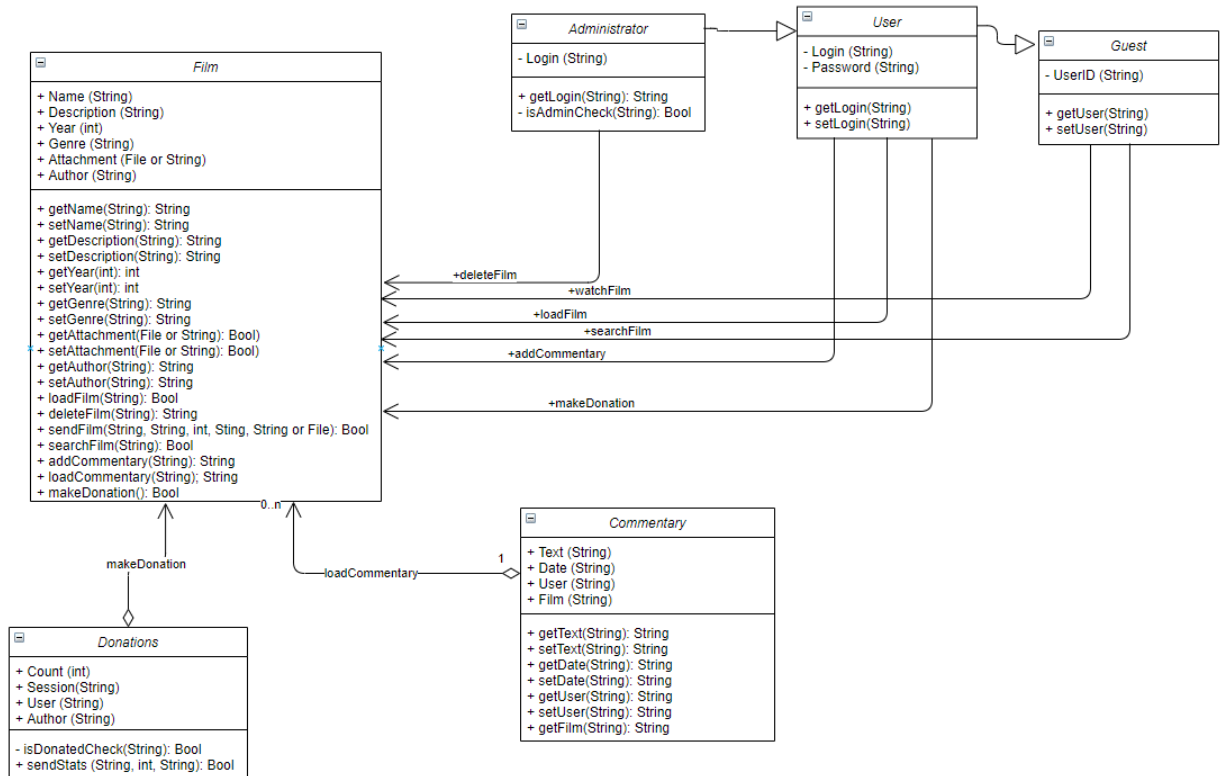 Film
+ Name (String)
+ Description (String)
+ Year (int)
+ Genre (String)
+ Attachment (File or String)
+ Author (String)
+ getName(String): String
+ setName(String): String
+ getDescription(String): String
+ setDescription(String): String
+ getYear(int): int
+ setYear(int): int
+ getGenre(String): String
+ setGenre(String): String
+ getAttachment(File or String): Bool)
+ setAttachment(File or String): Bool)
+ getAuthor(String): String
+ setAuthor(String): String
+ loadFilm(String): Bool
+ deleteFilm(String): String
+ sendFilm(String, String, int, Sting, String or File): Bool
+ searchFilm(String): Bool
+ addCommentary(String): String
+ loadCommentary(String); String
+ makeDonation(): Bool
Administrator
- Login (String)
+ getLogin(String): String
- isAdminCheck(String): Bool
User
- Login (String)
- Password (String)
+ getLogin(String)
+ setLogin(String)
Guest
- UserID (String)
+ getUser(String)
+ setUser(String)
+deleteFilm
+watchFilm
+loadFilm
+searchFilm
+addCommentary
+makeDonation
0..n
makeDonation
loadCommentary
1
Commentary
+ Text (String)
+ Date (String)
+ User (String)
+ Film (String)
+ getText(String): String
+ setText(String): String
+ getDate(String): String
+ setDate(String): String
+ getUser(String): String
+ setUser(String): String
+ getFilm(String): String
Donations
+ Count (int)
+ Session(String)
+ User (String)
+ Author (String)
- isDonatedCheck(String): Bool
+ sendStats (String, int, String): Bool